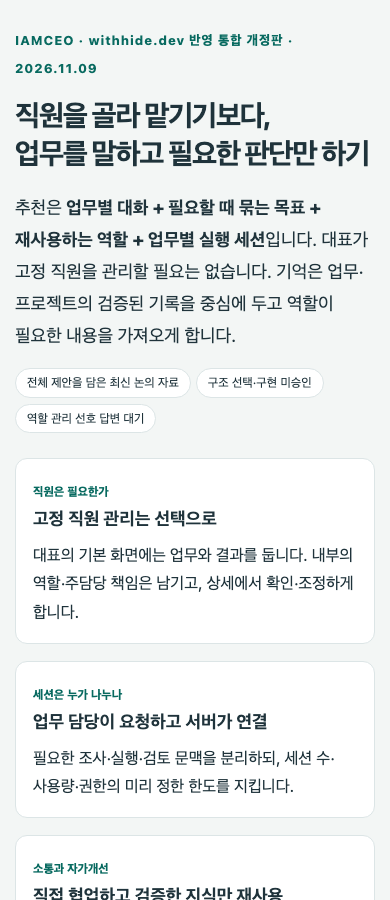 IAMCEO · withhide.dev 반영 통합 개정판 ·
2026.11.09
직원을 골라 맡기기보다,
업무를 말하고 필요한 판단만 하기
추천은 업무별 대화 + 필요할 때 묶는 목표 +
재사용하는 역할 + 업무별 실행 세션입니다. 대표가
고정 직원을 관리할 필요는 없습니다. 기억은 업무·
프로젝트의 검증된 기록을 중심에 두고 역할이
필요한 내용을 가져오게 합니다.
전체 제안을 담은 최신 논의 자료
구조 선택·구현 미승인
역할 관리 선호 답변 대기
직원은 필요한가
고정 직원 관리는 선택으로
대표의 기본 화면에는 업무와 결과를 둡니다. 내부의
역할·주담당 책임은 남기고, 상세에서 확인·조정하게
합니다.
세션은 누가 나누나
업무 담당이 요청하고 서버가 연결
필요한 조사·실행·검토 문맥을 분리하되, 세션 수·
사용량·권한의 미리 정한 한도를 지킵니다.
소통과 자가개선
직접 협업하고 검증한 지식만 재사용